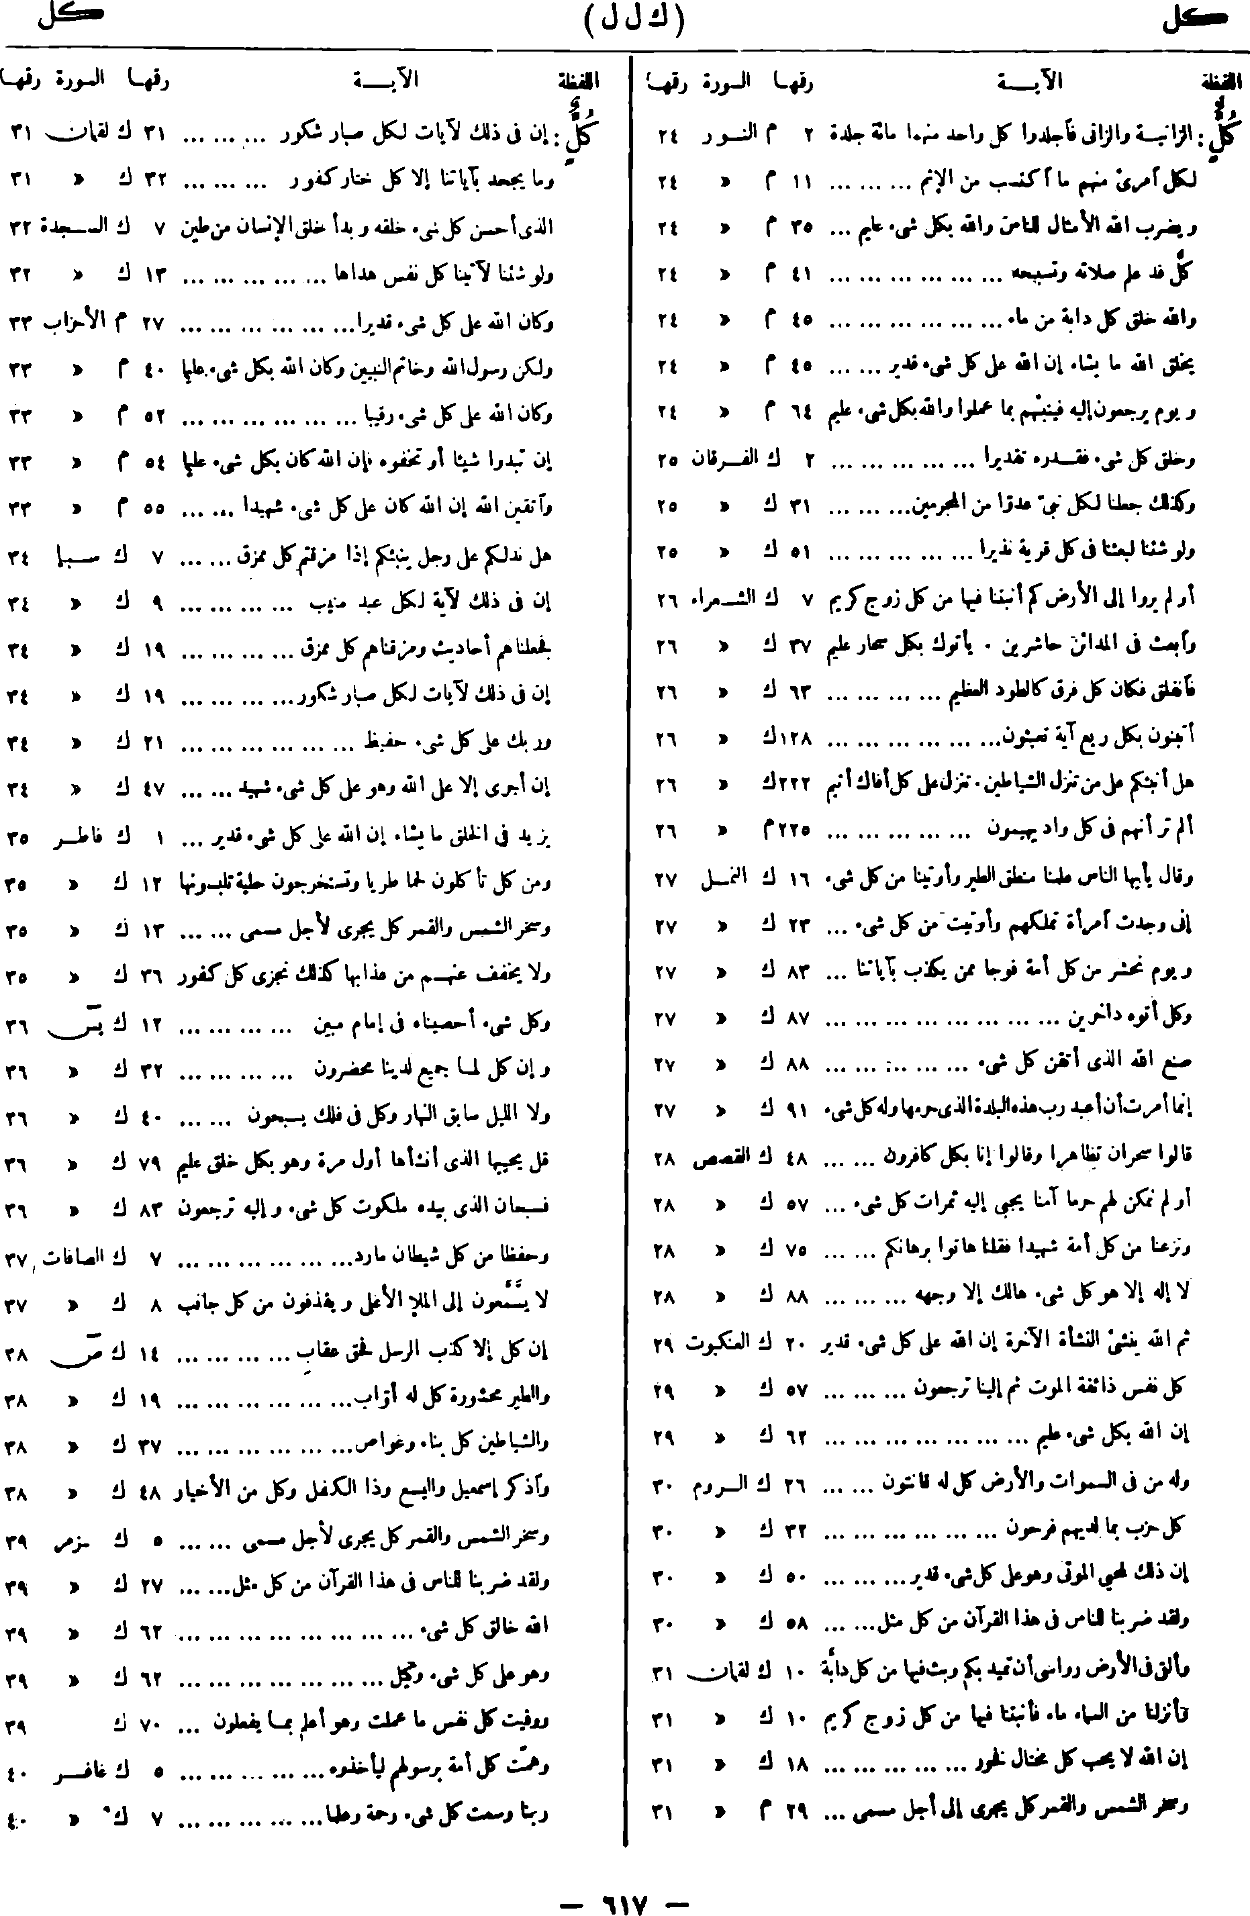 كل (ك ل ل) كل
اللفظة الآيـــة رقهـا السورة رقهـا
كُلٌّ : الزانيـة والزانى فاجلدوا كل واحد منهما مائة جلدة ٢ م النـور ٢٤
لكل امرئ منهم ما اكتسب من الإثم ... ... ... ١١ م « ٢٤
ويضرب الله الأمثال للناس والله بكل شىء عليم ... ٣٥ م « ٢٤
كلٌّ قد علم صلاته وتسبيحه ... ... ... ... ... ... ٤١ م « ٢٤
والله خلق كل دابة من ماء ... ... ... ... ... ... ٤٥ م « ٢٤
يخلق الله ما يشاء إن الله على كل شىء قدير ... ... ٤٥ م « ٢٤
ويوم يرجعون إليه فينبئهم بما عملوا والله بكل شىء عليم ٦٤ م « ٢٤
وخلق كل شىء فقـدره تقديرا ... ... ... ... ... ٢ ك الفـرقان ٢٥
وكذلك جعلنا لكل نبىّ عدوّا من المجرمين... ... ... ٣١ ك « ٢٥
ولو شئنا لبعثنا فى كل قرية نذيرا ... ... ... ... ... ٥١ ك « ٢٥
أولم يروا إلى الأرض كم أنبتنا فيها من كل زوج كريم ٧ ك الشـعراء ٢٦
وابعث فى المدائن حاشرين ٠ يأتوك بكل سحار عليم ٣٧ ك « ٢٦
فانفلق فكان كل فرق كالطود العظيم ... ... ... ... ٦٣ ك « ٢٦
أتبنون بكل ريع آية تعبثون... ... ... ... ... ... ١٢٨ك « ٢٦
هل أنبئكم على من تنزل الشياطين ٠ تنزل على كل أفاك أثيم ٢٢٢ك « ٢٦
ألم تر أنهم فى كل واد يهيمون ... ... ... ... ... ٢٢٥م « ٢٦
وقال يأيها الناس علمنا منطق الطير وأوتينا من كل شىء ١٦ ك النمـل ٢٧
إنى وجدت امرأة تملكهم وأوتيت من كل شىء ... ٢٣ ك « ٢٧
ويوم نحشر من كل أمة فوجا ممن يكذب بآياتنا ... ٨٣ ك « ٢٧
وكل أتوه داخرين ... ... ... ... ... ... ... ... ٨٧ ك « ٢٧
صنع الله الذى أتقن كل شىء ... ... ... ... ... ٨٨ ك « ٢٧
إنما أمرت أن أعبد رب هذه البلدة الذى حرمها وله كل شىء ٩١ ك « ٢٧
قالوا سحران تظاهرا وقالوا إنا بكل كافرون ... ... ٤٨ ك القصص ٢٨
أولم نمكن لهم حرما آمنا يجبى إليه ثمرات كل شىء ... ٥٧ ك « ٢٨
ونزعنا من كل أمة شهيدا فقلنا هاتوا برهانكم ... ... ٧٥ ك « ٢٨
لا إله إلا هو كل شىء هالك إلا وجهه ... ... ... ٨٨ ك « ٢٨
ثم الله ينشئ النشأة الآخرة إن الله على كل شىء قدير ٢٠ ك العنكبوت ٢٩
كل نفس ذائقة الموت ثم إلينا ترجعون ... ... ... ٥٧ ك « ٢٩
إن الله بكل شىء عليم ... ... ... ... ... ... ... ٦٢ ك « ٢٩
وله من فى السموات والأرض كل له قانتون ... ... ٢٦ ك الـروم ٣٠
كل حزب بما لديهم فرحون ... ... ... ... ... ... ٣٢ ك « ٣٠
إن ذلك لمحيي الموتى وهو على كل شىء قدير... ... ... ٥٠ ك « ٣٠
ولقد ضربنا للناس فى هذا القرآن من كل مثل... ... ٥٨ ك « ٣٠
وألقى فى الأرض رواسى أن تميد بكم وبث فيها من كل دابة ١٠ ك لقمان ٣١
فأنزلنا من السماء ماء فأنبتنا فيها من كل زوج كريم ١٠ ك « ٣١
إن الله لا يحب كل مختال فخور ... ... ... ... ... ١٨ ك « ٣١
وسخر الشمس والقمر كل يجرى إلى أجل مسمى ... ٢٩ م « ٣١
اللفظة الآيـــة رقهـا السورة رقهـا
كُلٌّ : إن فى ذلك لآيات لكل صبار شكور ... ... ... ٣١ ك لقمان ٣١
وما يجحد بآياتنا إلا كل ختار كفور ... ... ... ٣٢ ك « ٣١
الذى أحسن كل شىء خلقه وبدأ خلق الإنسان من طين ٧ ك السـجدة ٣٢
ولو شئنا لآتينا كل نفس هداها ... ... ... ... ... ١٣ ك « ٣٢
وكان الله على كل شىء قديرا... ... ... ... ... ... ٢٧ م الأحزاب ٣٣
ولكن رسول الله وخاتم النبيين وكان الله بكل شىء عليما ٤٠ م « ٣٣
وكان الله على كل شىء رقيبا ... ... ... ... ... ... ٥٢ م « ٣٣
إن تبدوا شيئا أو تخفوه فإن الله كان بكل شىء عليما ٥٤ م « ٣٣
واتقين الله إن الله كان على كل شىء شهيدا ... ... ٥٥ م « ٣٣
هل ندلكم على رجل ينبئكم إذا مزقتم كل ممزق ... ... ٧ ك سـبا ٣٤
إن فى ذلك لآية لكل عبد منيب ... ... ... ... ٩ ك « ٣٤
فجعلناهم أحاديث ومزقناهم كل ممزق ... ... ... ... ١٩ ك « ٣٤
إن فى ذلك لآيات لكل صبار شكور... ... ... ... ١٩ ك « ٣٤
وربك على كل شىء حفيظ ... ... ... ... ... ... ٢١ ك « ٣٤
إن أجرى إلا على الله وهو على كل شىء شهيد ... ... ٤٧ ك « ٣٤
يزيد فى الخلق ما يشاء إن الله على كل شىء قدير ... ١ ك فاطـر ٣٥
ومن كل تأكلون لحما طريا وتستخرجون حلية تلبسونها ١٢ ك « ٣٥
وسخر الشمس والقمر كل يجرى لأجل مسمى ... ... ١٣ ك « ٣٥
ولا يخفف عنهـم من عذابها كذلك نجزى كل كفور ٣٦ ك « ٣٥
وكل شىء أحصيناه فى إمام مبين ... ... ... ... ١٢ ك يسٓ ٣٦
وإن كل لمـا جميع لدينا محضرون ... ... ... ... ٣٢ ك « ٣٦
ولا الليل سابق النهار وكل فى فلك يسبحون ... ... ٤٠ ك « ٣٦
قل يحييها الذى أنشأها أول مرة وهو بكل خلق عليم ٧٩ ك « ٣٦
فسبحان الذى بيده ملكوت كل شىء وإليه ترجعون ٨٣ ك « ٣٦
وحفظا من كل شيطان مارد... ... ... ... ... ... ٧ ك الصافات ٣٧
لا يسَّمَّعون إلى الملإ الأعلى ويقذفون من كل جانب ٨ ك « ٣٧
إن كل إلا كذب الرسل فحق عقابِ ... ... ... ... ١٤ ك صٓ ٣٨
والطير محشورة كل له أوّاب... ... ... ... ... ... ١٩ ك « ٣٨
والشياطين كل بناء وغواص... ... ... ... ... ... ٣٧ ك « ٣٨
واذكر إسمعيل واليسع وذا الكفل وكل من الأخيار ٤٨ ك « ٣٨
وسخر الشمس والقمر كل يجرى لأجل مسمى ... ... ٥ ك زمر ٣٩
ولقد ضربنا للناس فى هذا القرآن من كل مثل... ... ٢٧ ك « ٣٩
الله خالق كل شىء ... ... ... ... ... ... ... ... ٦٢ ك « ٣٩
وهو على كل شىء وكيل ... ... ... ... ... ... ... ٦٢ ك « ٣٩
ووفيت كل نفس ما عملت وهو أعلم بمـا يفعلون ... ٧٠ ك ٣٩
وهمّت كل أمة برسولهم ليأخذوه ... ... ... ... ... ٥ ك غافـر ٤٠
ربنا وسعت كل شىء رحمة وعلما... ... ... ... ... ٧ ك « ٤٠
— ٦١٧ —